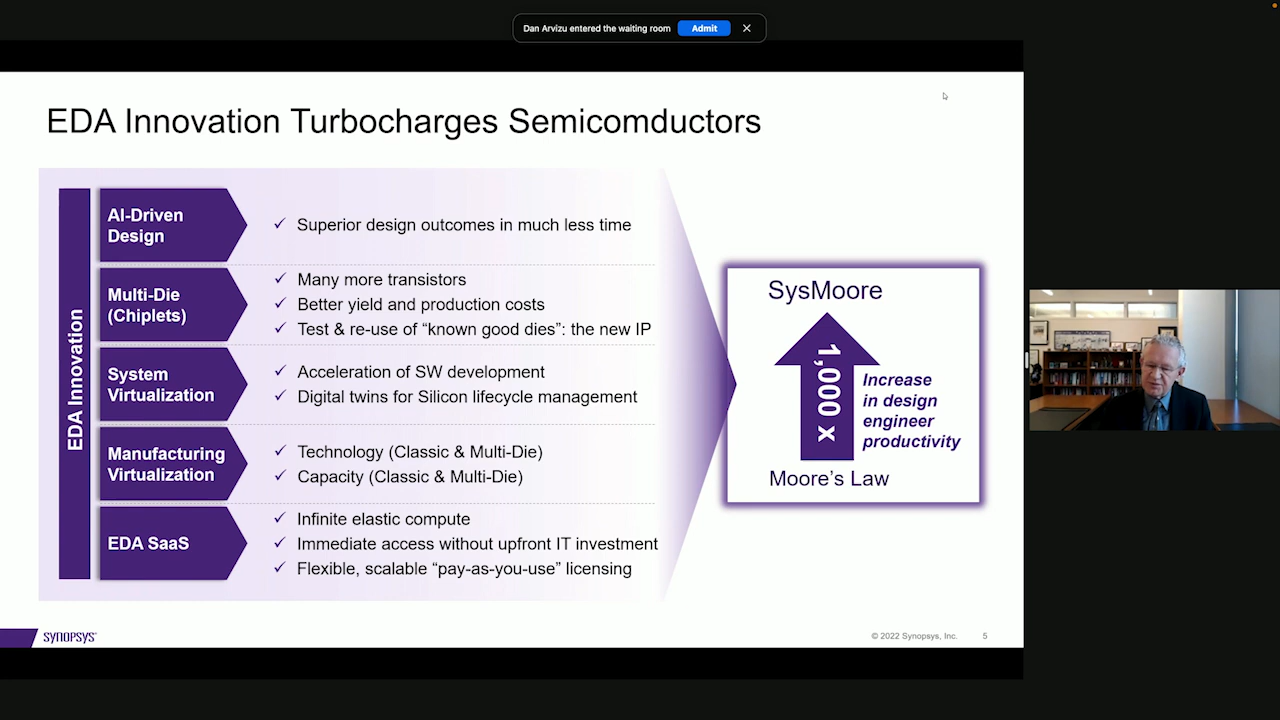 Dan Arvizu entered the waiting room Admit
EDA Innovation Turbocharges Semicomductors
EDA Innovation
AI-Driven
Design
✓ Superior design outcomes in much less time
Multi-Die
(Chiplets)
✓ Many more transistors
✓ Better yield and production costs
✓ Test & re-use of “known good dies”: the new IP
System
Virtualization
✓ Acceleration of SW development
✓ Digital twins for Silicon lifecycle management
Manufacturing
Virtualization
✓ Technology (Classic & Multi-Die)
✓ Capacity (Classic & Multi-Die)
EDA SaaS
✓ Infinite elastic compute
✓ Immediate access without upfront IT investment
✓ Flexible, scalable “pay-as-you-use” licensing
SysMoore
1,000 x
Increase
in design
engineer
productivity
Moore’s Law
SYNOPSYS®
© 2022 Synopsys, Inc. 5